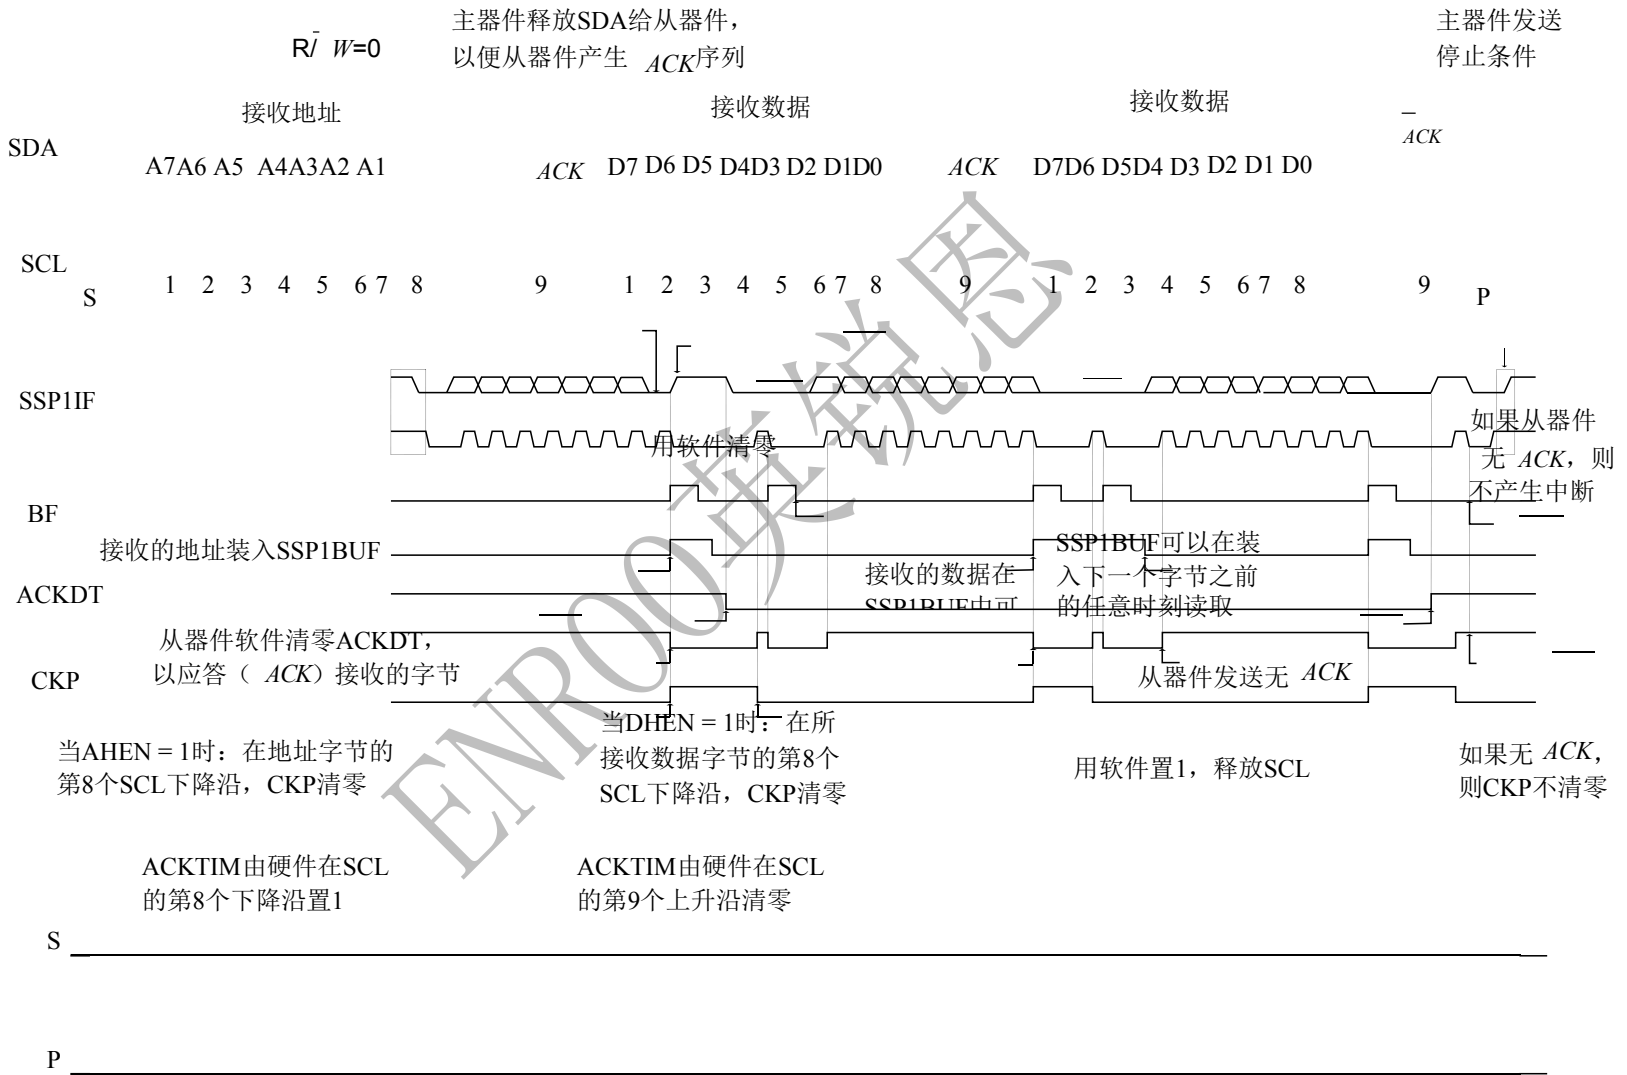 主器件释放SDA给从器件，
以便从器件产生 ACK序列
主器件发送
停止条件
R/ W=0
接收地址
接收数据
接收数据
ACK
SDA
A7A6 A5 A4A3A2 A1
ACK
D7 D6 D5 D4D3 D2 D1D0
ACK
D7D6 D5D4 D3 D2 D1 D0
SCL
S
1 2 3 4 5 6 7 8
9
1 2 3 4 5 6 7 8
9
1 2 3 4 5 6 7 8
9
P
SSP1IF
用软件清零
如果从器件
无 ACK，则
不产生中断
BF
接收的地址装入SSP1BUF
接收的数据在
SSP1BUF中可
SSP1BUF可以在装
入下一个字节之前
的任意时刻读取
ACKDT
从器件软件清零ACKDT，
以应答（ ACK）接收的字节
从器件发送无 ACK
CKP
当AHEN = 1时：在地址字节的
第8个SCL下降沿，CKP清零
当DHEN = 1时：在所
接收数据字节的第8个
SCL下降沿，CKP清零
用软件置1，释放SCL
如果无 ACK，
则CKP不清零
ACKTIM由硬件在SCL
的第8个下降沿置1
ACKTIM由硬件在SCL
的第9个上升沿清零
S
P
ENROO英锐恩